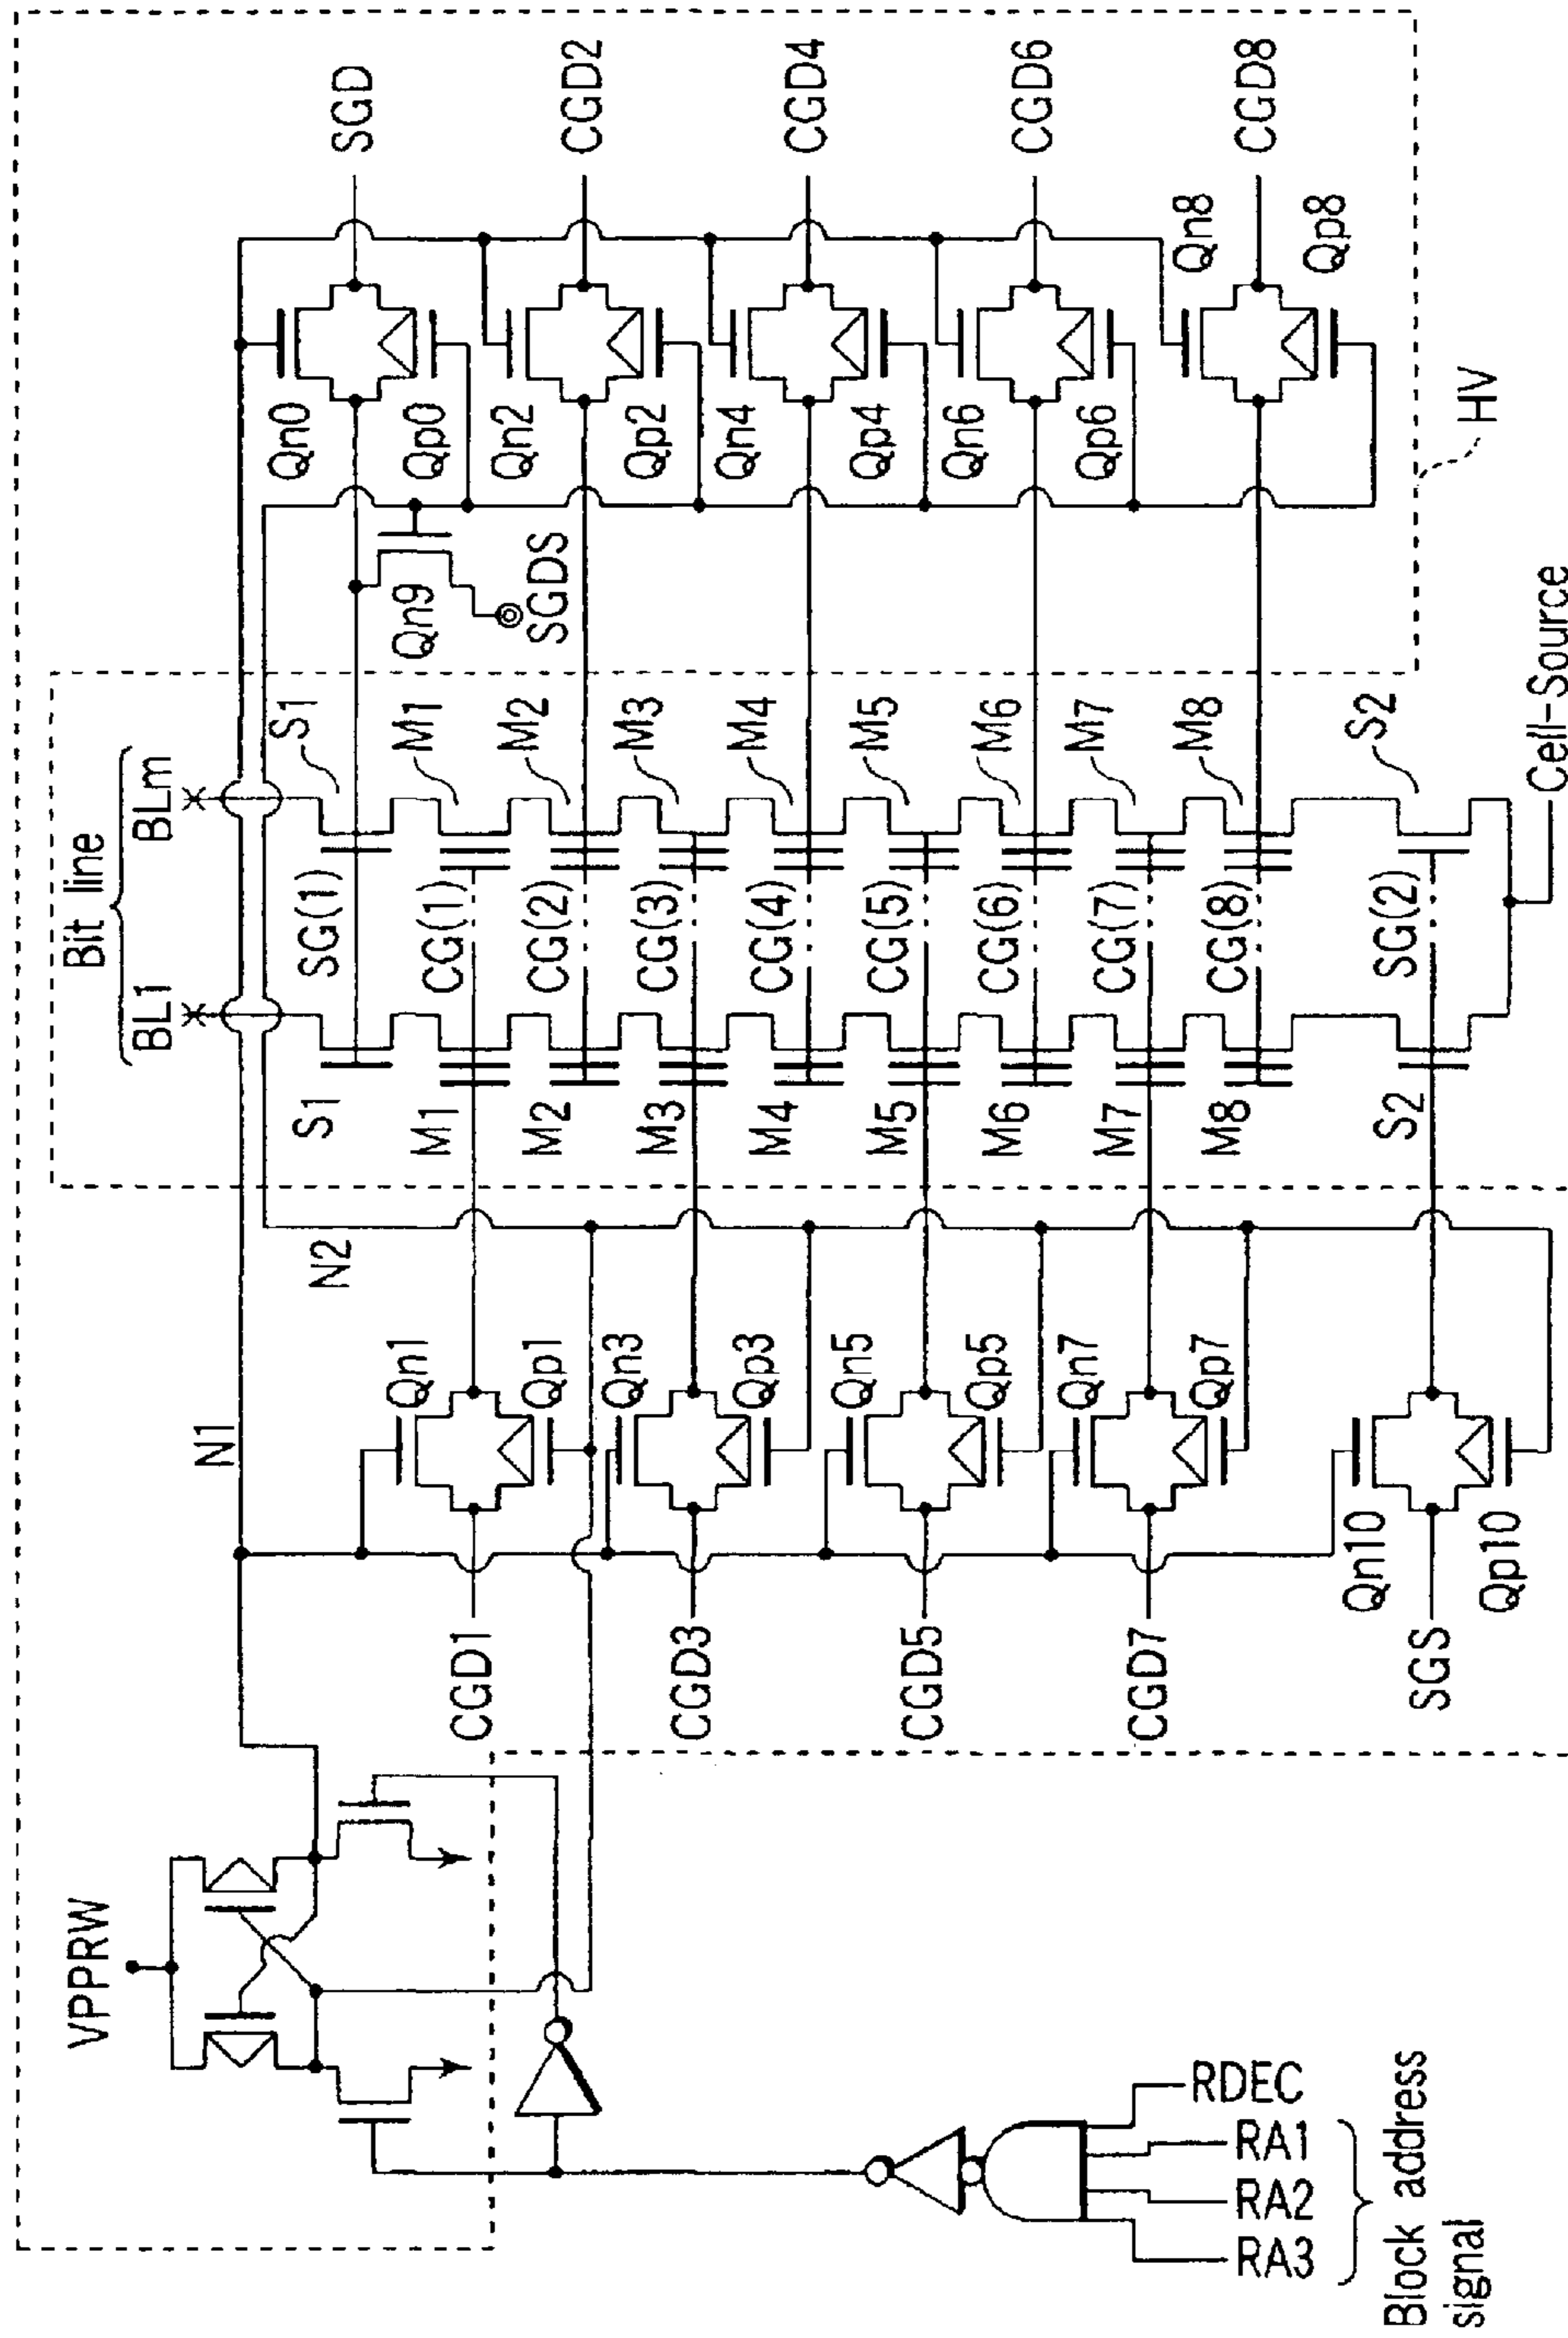 VPPRW
N1
N2
Bit line
BL1
BLm
S1
S1
SG(1)
M1
CG(1)
M1
M2
CG(2)
M2
M3
CG(3)
M3
M4
CG(4)
M4
M5
CG(5)
M5
M6
CG(6)
M6
M7
CG(7)
M7
M8
CG(8)
M8
S2
SG(2)
S2
Cell-Source
CGD1
Qn1
Qp1
CGD3
Qn3
Qp3
CGD5
Qn5
Qp5
CGD7
Qn7
Qp7
SGS
Qn10
Qp10
Qn9
SGDS
Qn0
Qp0
SGD
Qn2
Qp2
CGD2
Qn4
Qp4
CGD4
Qn6
Qp6
CGD6
Qn8
Qp8
CGD8
HV
RDEC
RA1
RA2
RA3
Block address
signal